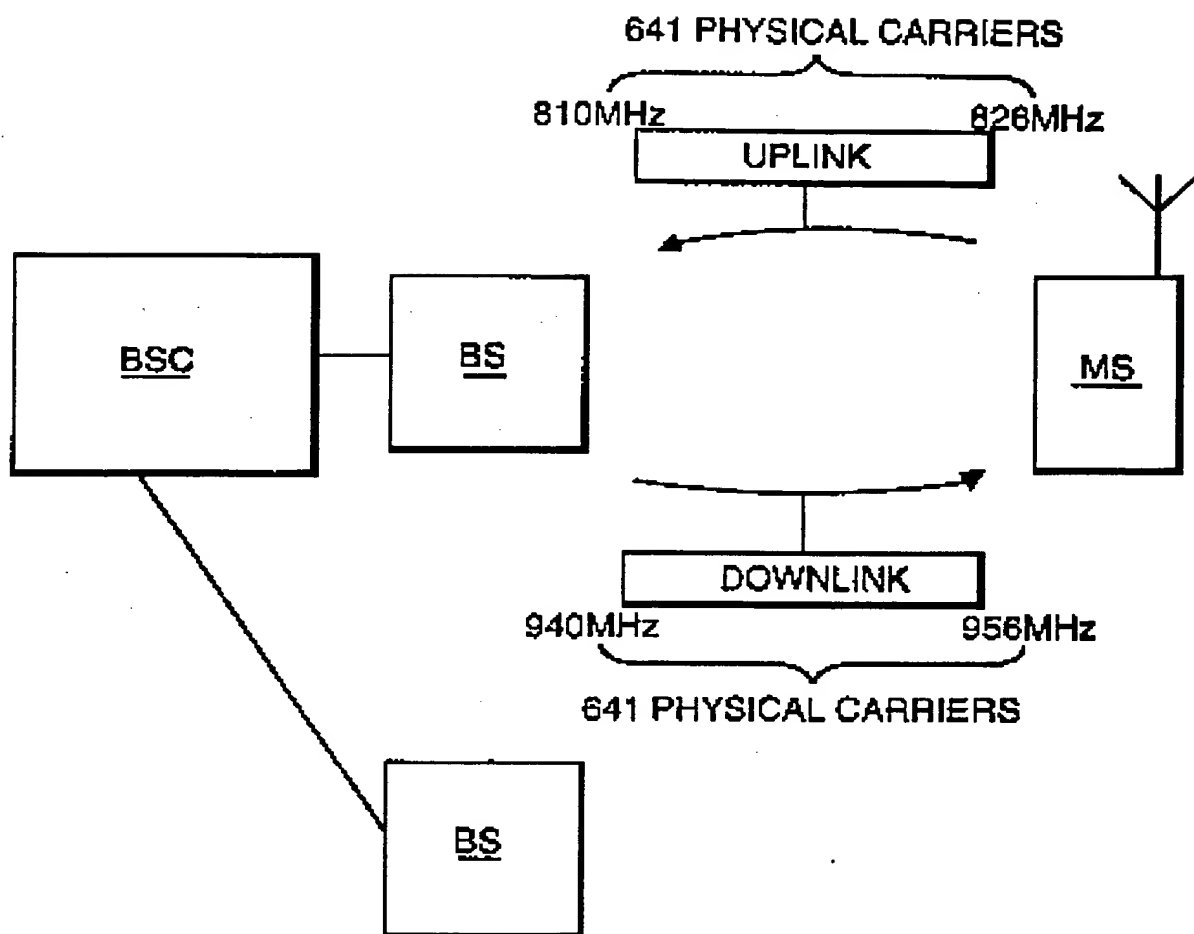 641 PHYSICAL CARRIERS
810MHz 826MHz
UPLINK
BSC
BS
MS
DOWNLINK
940MHz 956MHz
641 PHYSICAL CARRIERS
BS